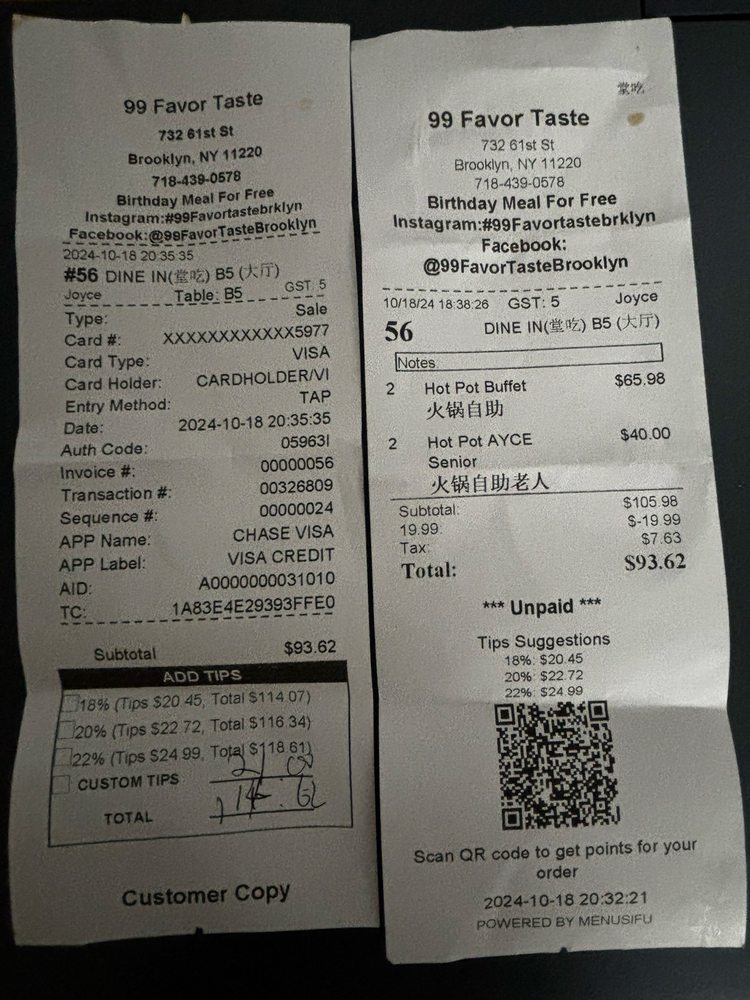 99 Favor Taste
732 61st St
Brooklyn, NY 11220
718-439-0578
Birthday Meal For Free
Instagram:#99Favortastebrklyn
Facebook:@99FavorTasteBrooklyn
2024-10-18 20:35:35
#56 DINE IN(堂吃) B5 (大厅)
Joyce Table: B5 GST: 5
Type: Sale
Card #: XXXXXXXXXXXX5977
Card Type: VISA
Card Holder: CARDHOLDER/VI
Entry Method: TAP
Date: 2024-10-18 20:35:35
Auth Code: 05963I
Invoice #: 00000056
Transaction #: 00326809
Sequence #: 00000024
APP Name: CHASE VISA
APP Label: VISA CREDIT
AID: A0000000031010
TC: 1A83E4E29393FFE0
Subtotal $93.62
ADD TIPS
18% (Tips $20.45, Total $114.07)
20% (Tips $22.72, Total $116.34)
22% (Tips $24.99, Total $118.61)
CUSTOM TIPS 21.00
TOTAL 114.62
Customer Copy
堂吃
99 Favor Taste
732 61st St
Brooklyn, NY 11220
718-439-0578
Birthday Meal For Free
Instagram:#99Favortastebrklyn
Facebook:
@99FavorTasteBrooklyn
10/18/24 18:38:26 GST: 5 Joyce
56 DINE IN(堂吃) B5 (大厅)
Notes
2 Hot Pot Buffet $65.98
火锅自助
2 Hot Pot AYCE $40.00
Senior
火锅自助老人
Subtotal: $105.98
19.99: $-19.99
Tax: $7.63
Total: $93.62
*** Unpaid ***
Tips Suggestions
18%: $20.45
20%: $22.72
22%: $24.99
Scan QR code to get points for your
order
2024-10-18 20:32:21
POWERED BY MENUSIFU